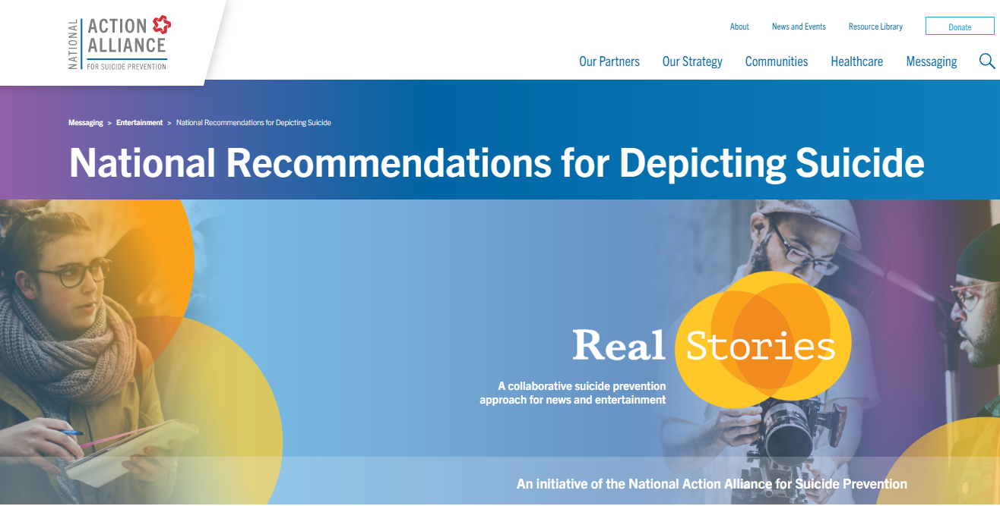 NATIONAL
ACTION
ALLIANCE
FOR SUICIDE PREVENTION
About News and Events Resource Library Donate
Our Partners Our Strategy Communities Healthcare Messaging
Messaging > Entertainment > National Recommendations for Depicting Suicide
National Recommendations for Depicting Suicide
Real Stories
A collaborative suicide prevention
approach for news and entertainment
An initiative of the National Action Alliance for Suicide Prevention